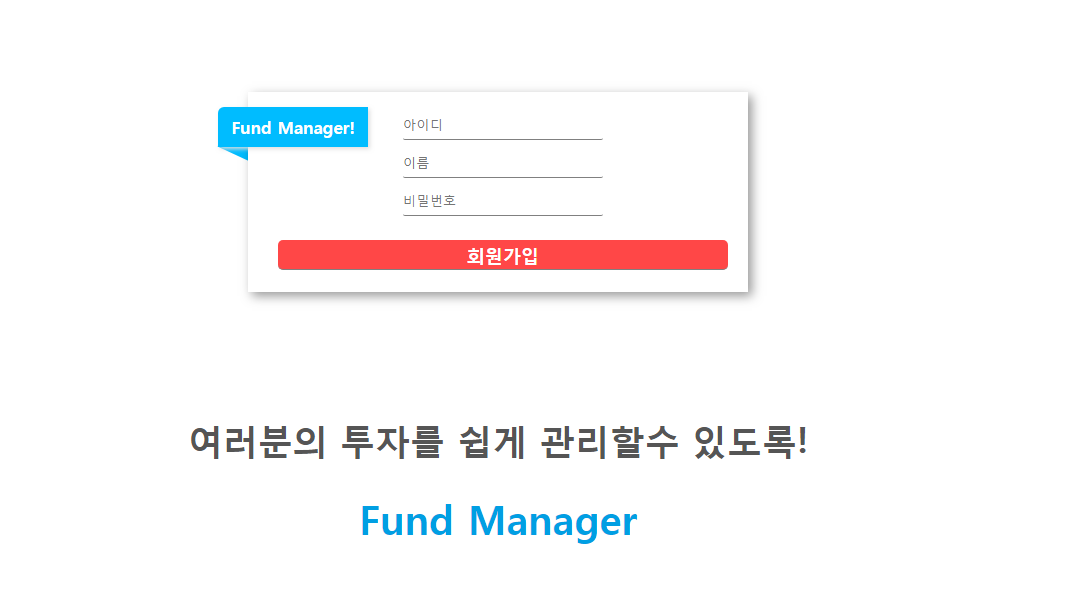 Fund Manager!
아이디
이름
비밀번호
회원가입
여러분의 투자를 쉽게 관리할수 있도록!
Fund Manager